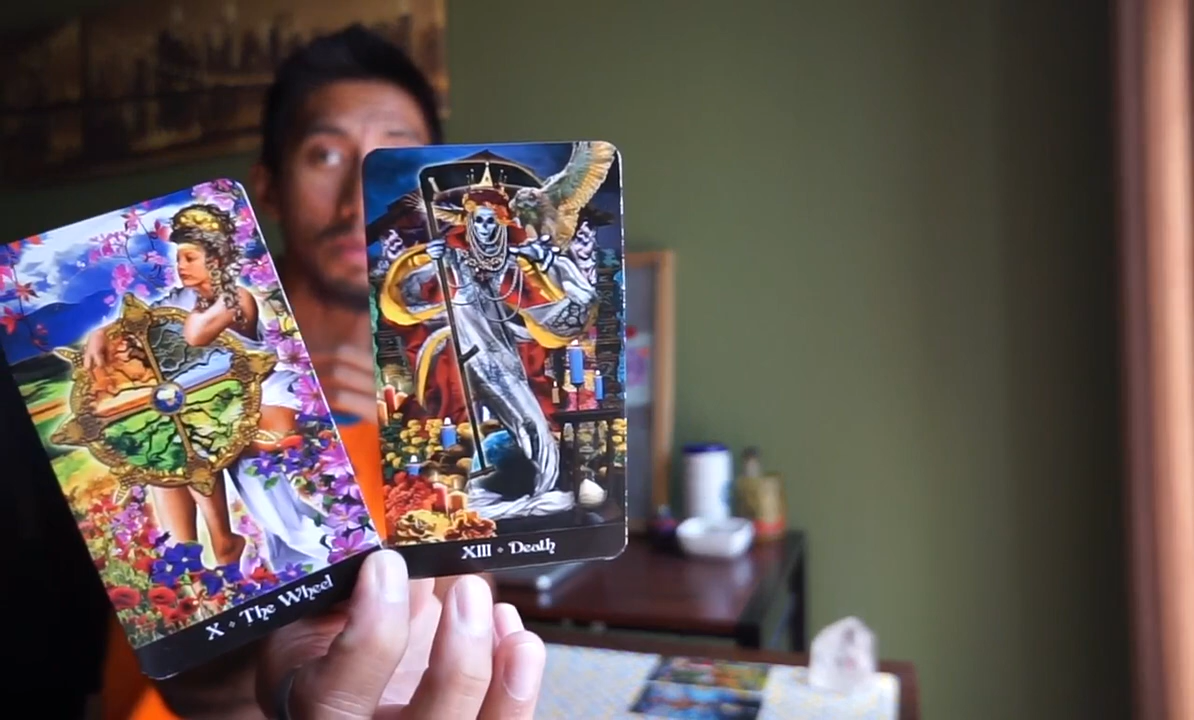 X • The Wheel
XIII • Death